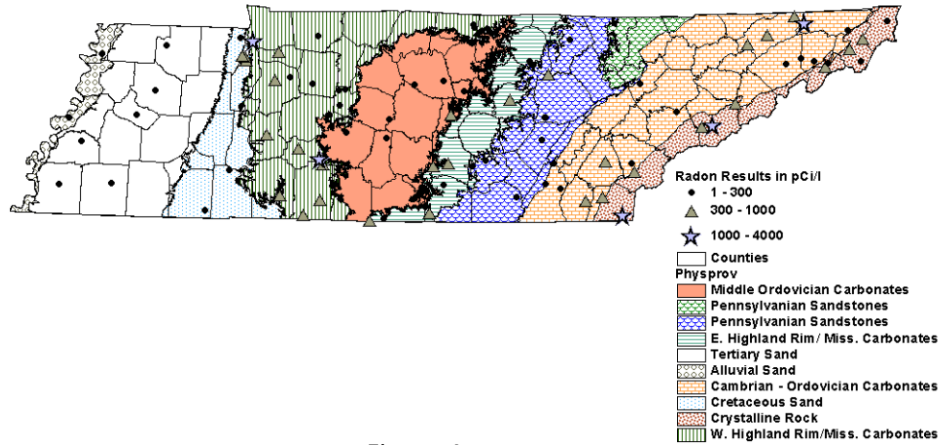 Radon Results in pCi/l
1 - 300
300 - 1000
1000 - 4000
Counties
Physprov
Middle Ordovician Carbonates
Pennsylvanian Sandstones
Pennsylvanian Sandstones
E. Highland Rim/ Miss. Carbonates
Tertiary Sand
Alluvial Sand
Cambrian - Ordovician Carbonates
Cretaceous Sand
Crystalline Rock
W. Highland Rim/Miss. Carbonates